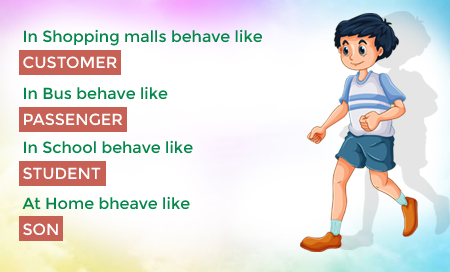 In Shopping malls behave like
CUSTOMER
In Bus behave like
PASSENGER
In School behave like
STUDENT
At Home bheave like
SON